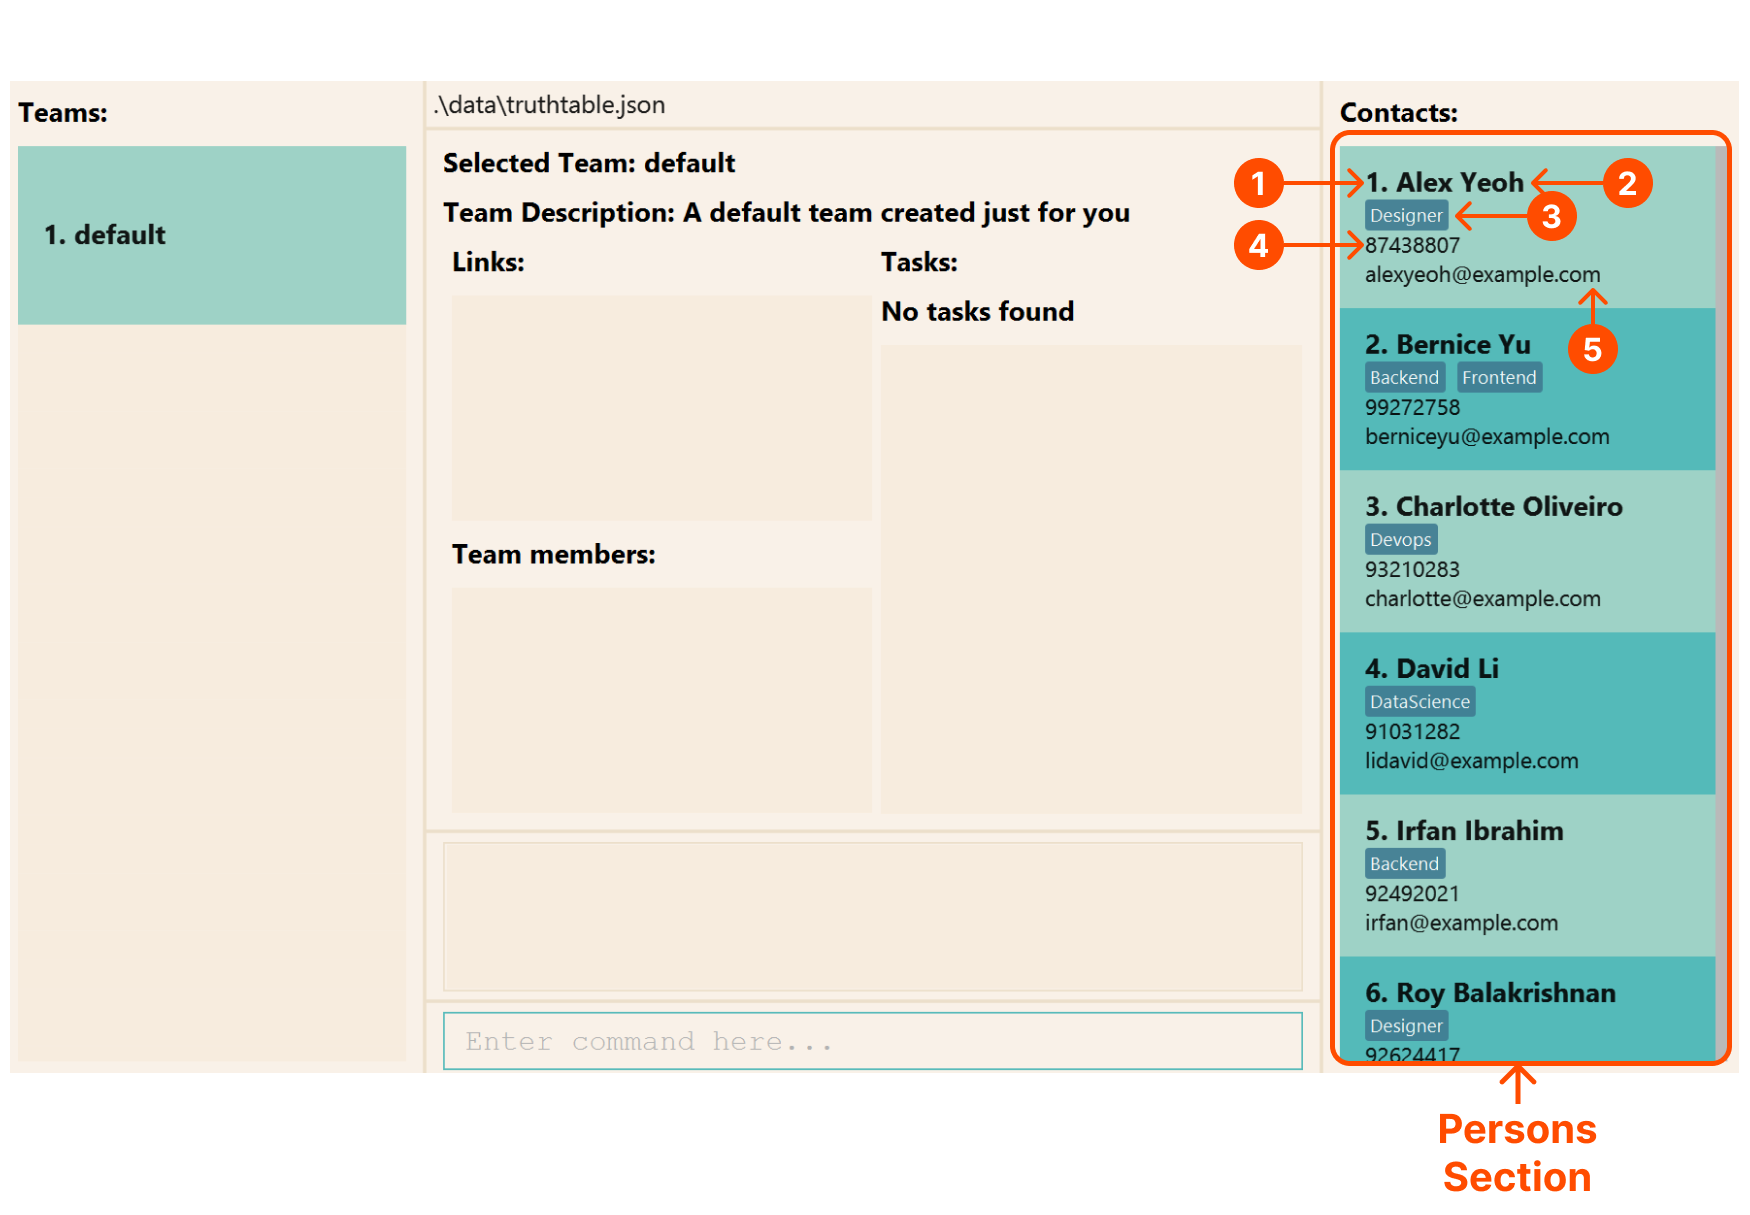 Teams:
1. default
.\data\truthtable.json
Selected Team: default
Team Description: A default team created just for you
Links:
Tasks:
No tasks found
Team members:
Enter command here...
Contacts:
1
1. Alex Yeoh
2
Designer
3
4
87438807
alexyeoh@example.com
5
2. Bernice Yu
Backend Frontend
99272758
berniceyu@example.com
3. Charlotte Oliveiro
Devops
93210283
charlotte@example.com
4. David Li
DataScience
91031282
lidavid@example.com
5. Irfan Ibrahim
Backend
92492021
irfan@example.com
6. Roy Balakrishnan
Designer
92624417
Persons
Section